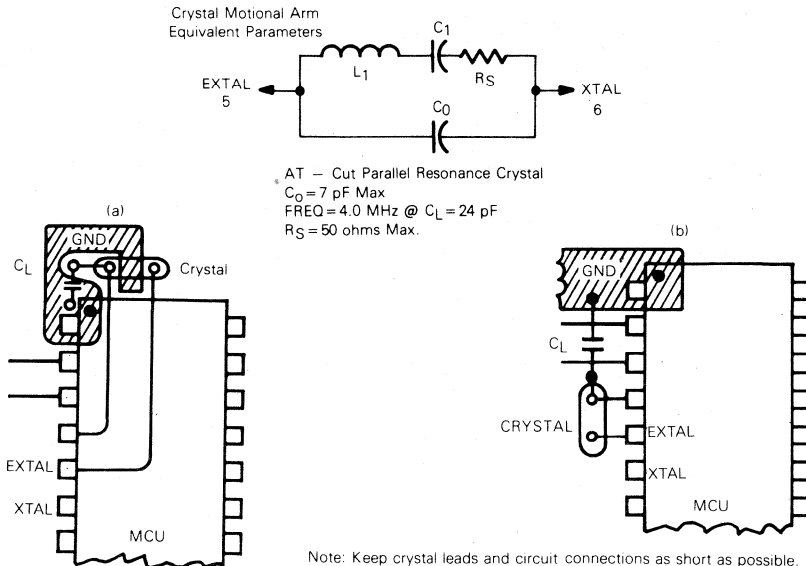 Crystal Motional Arm
Equivalent Parameters
C1
L1
RS
EXTAL
5
XTAL
6
C0
AT — Cut Parallel Resonance Crystal
CO = 7 pF Max
FREQ = 4.0 MHz @ CL = 24 pF
RS = 50 ohms Max.
(a)
GND
CL
Crystal
EXTAL
XTAL
MCU
(b)
GND
CL
CRYSTAL
EXTAL
XTAL
MCU
Note: Keep crystal leads and circuit connections as short as possible.